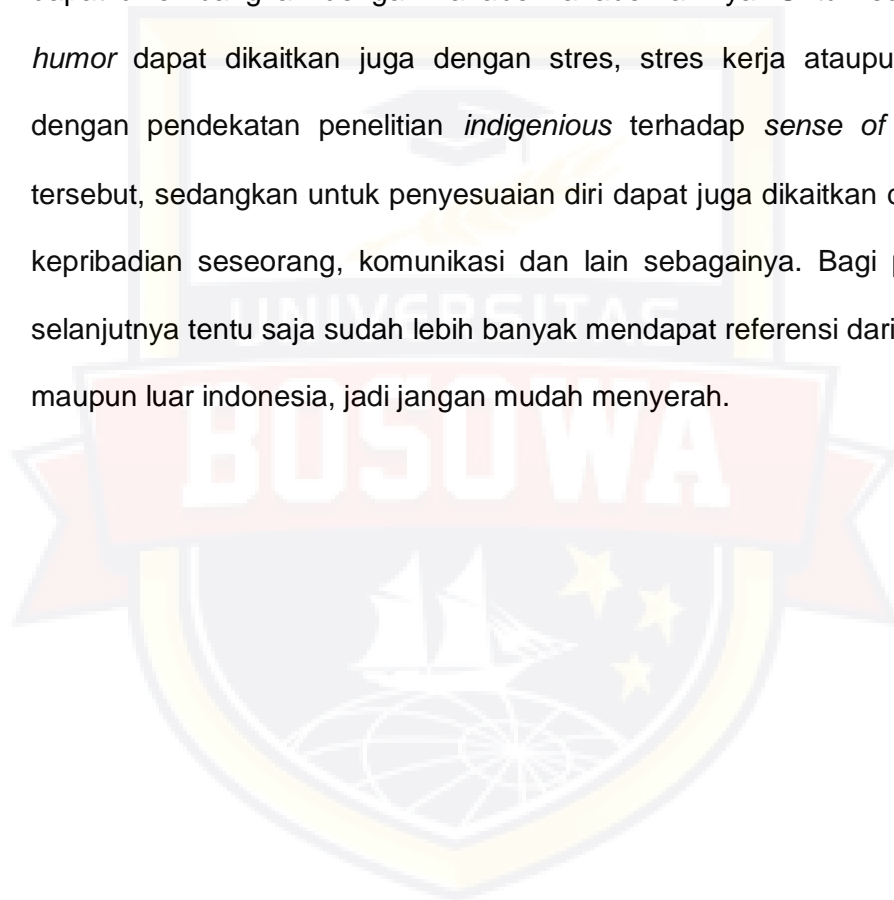 humor dapat dikaitkan juga dengan stres, stres kerja
dengan pendekatan penelitian indigenious terhadap sense of
tersebut, sedangkan untuk penyesuaian diri dapat juga dikaitkan
kepribadian seseorang, komunikasi dan lain sebagainya. Bagi
selanjutnya tentu saja sudah lebih banyak mendapat referensi dari
maupun luar indonesia, jadi jangan mudah menyerah.
UNIVERSITAS
BOSOWA